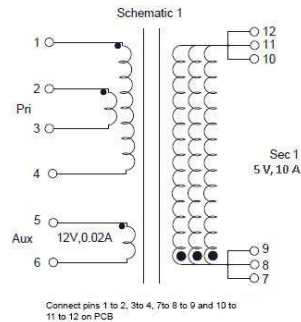 Schematic 1
1
2
Pri
3
4
5
Aux
12V,0.02A
6
12
11
10
Sec 1
5 V, 10 A
9
8
7
Connect pins 1 to 2, 3to 4, 7to 8 to 9 and 10 to
11 to 12 on PCB